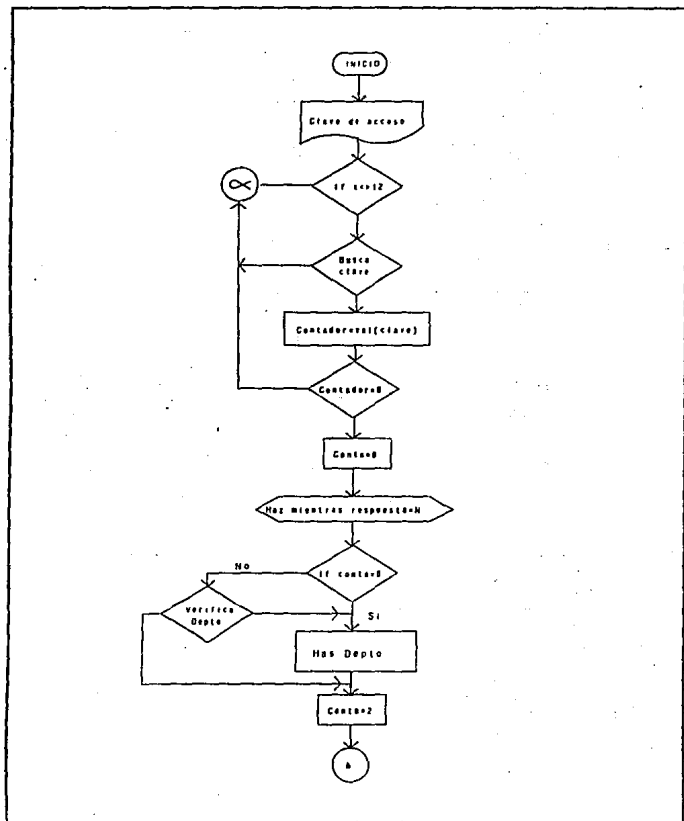 INICIO
Clave de acceso
If t<>12
Busca
clave
Contador=val(clave)
Contador=0
Conta=0
Haz mientras respuesta=N
If conta=0
No
Verifica
Depto
Si
Has Depto
Conta=2